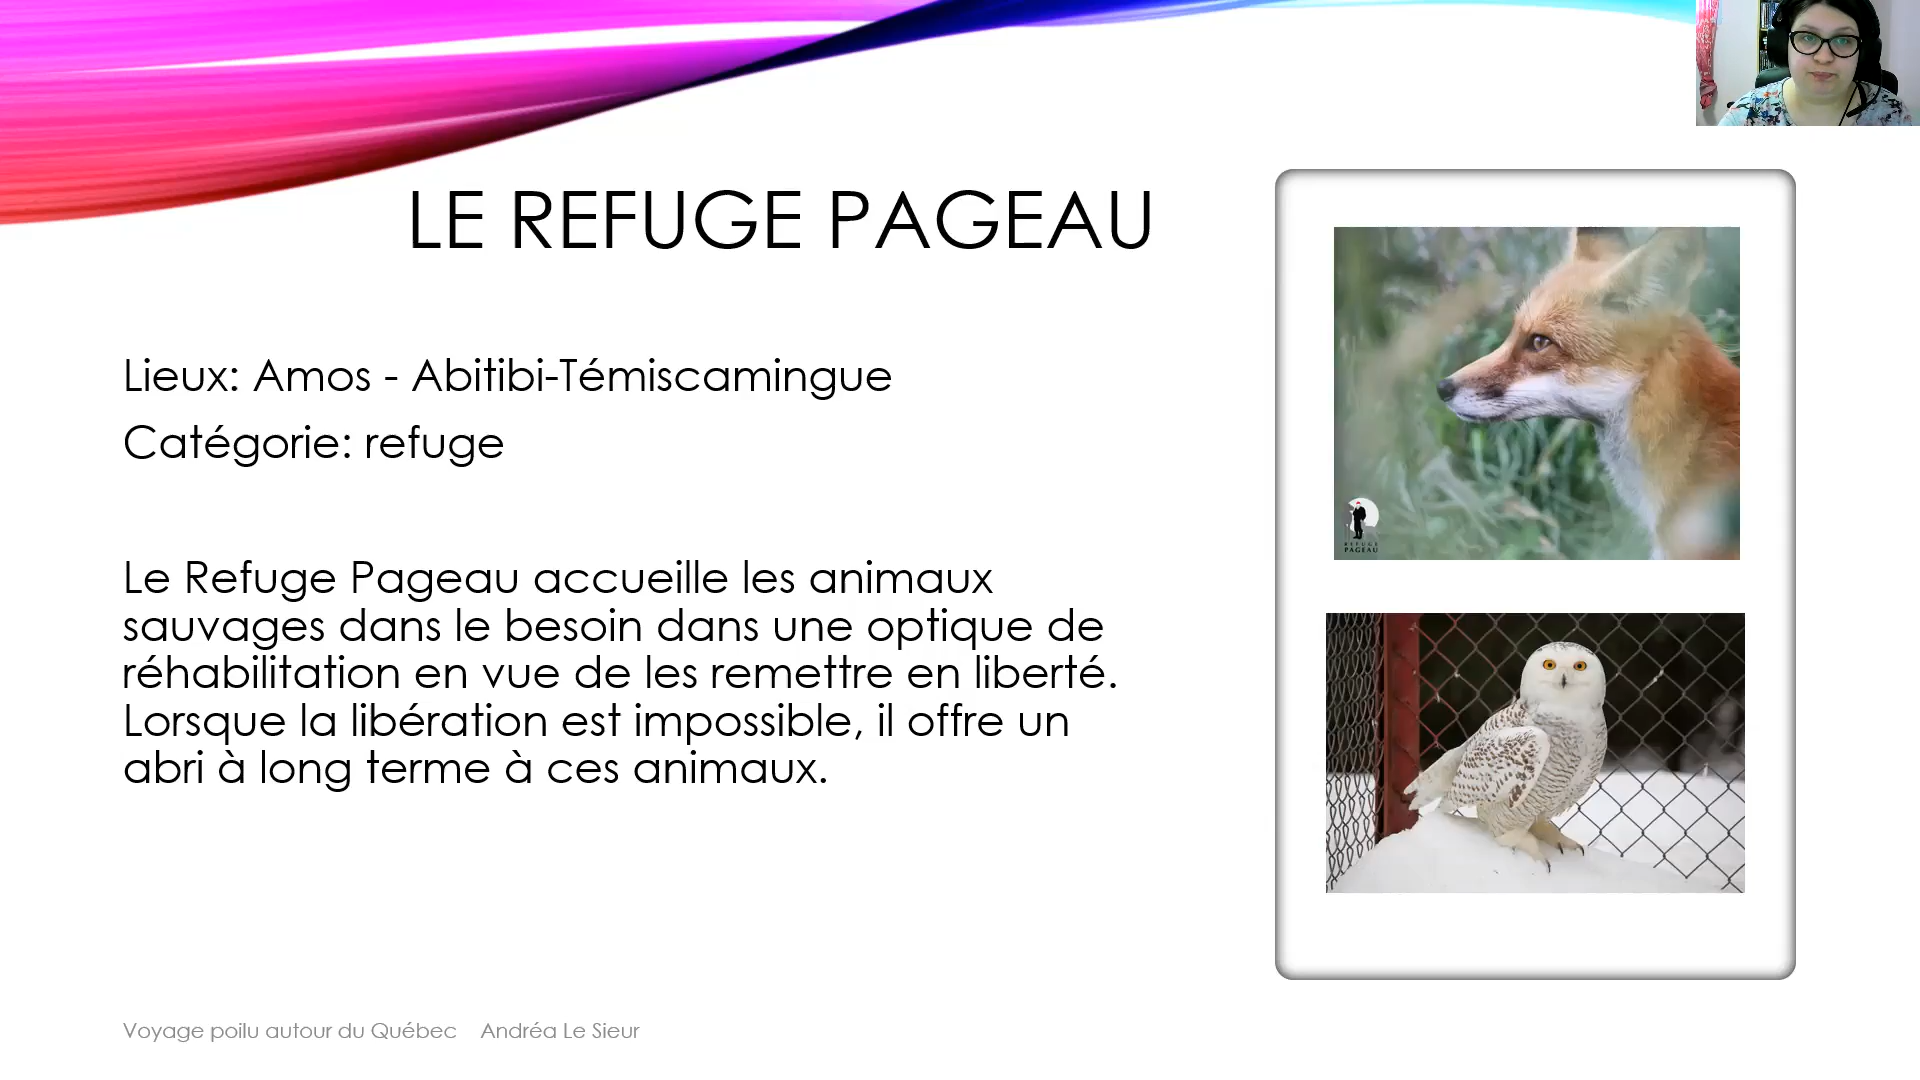 LE REFUGE PAGEAU
Lieux: Amos - Abitibi-Témiscamingue
Catégorie: refuge
Le Refuge Pageau accueille les animaux
sauvages dans le besoin dans une optique de
réhabilitation en vue de les remettre en liberté.
Lorsque la libération est impossible, il offre un
abri à long terme à ces animaux.
REFUGE
PAGEAU
Voyage poilu autour du Québec Andréa Le Sieur